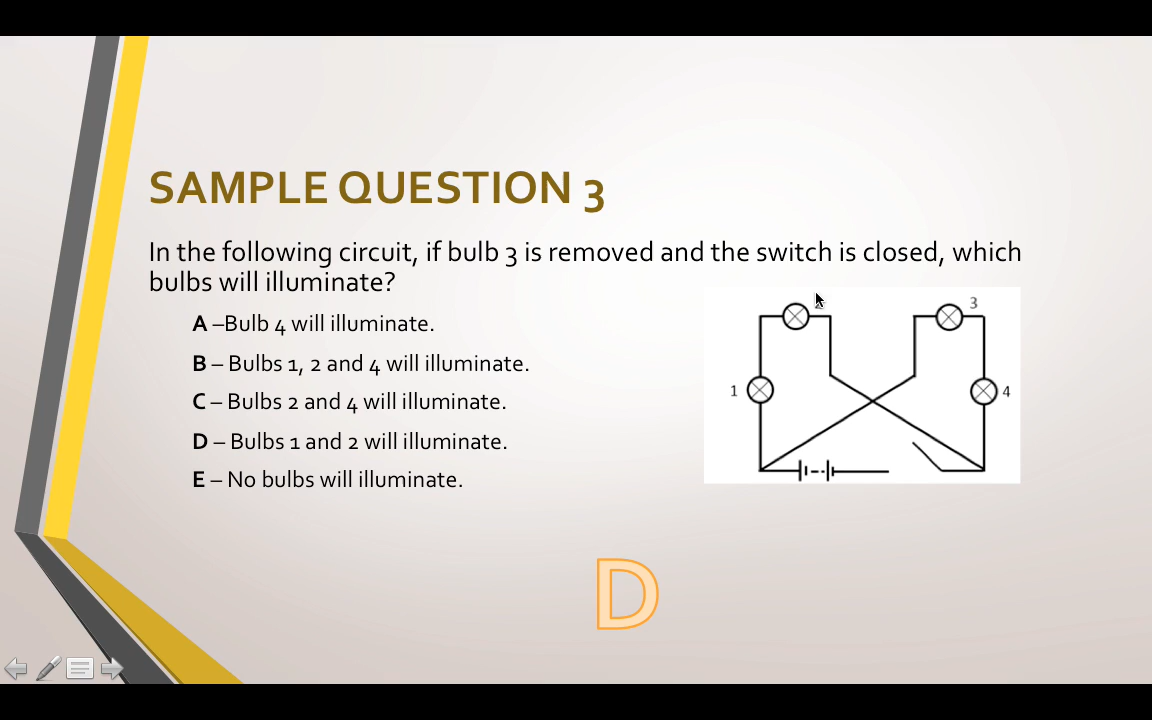 SAMPLE QUESTION 3
In the following circuit, if bulb 3 is removed and the switch is closed, which
bulbs will illuminate?
A –Bulb 4 will illuminate.
B – Bulbs 1, 2 and 4 will illuminate.
C – Bulbs 2 and 4 will illuminate.
D – Bulbs 1 and 2 will illuminate.
E – No bulbs will illuminate.
3
1
4
D